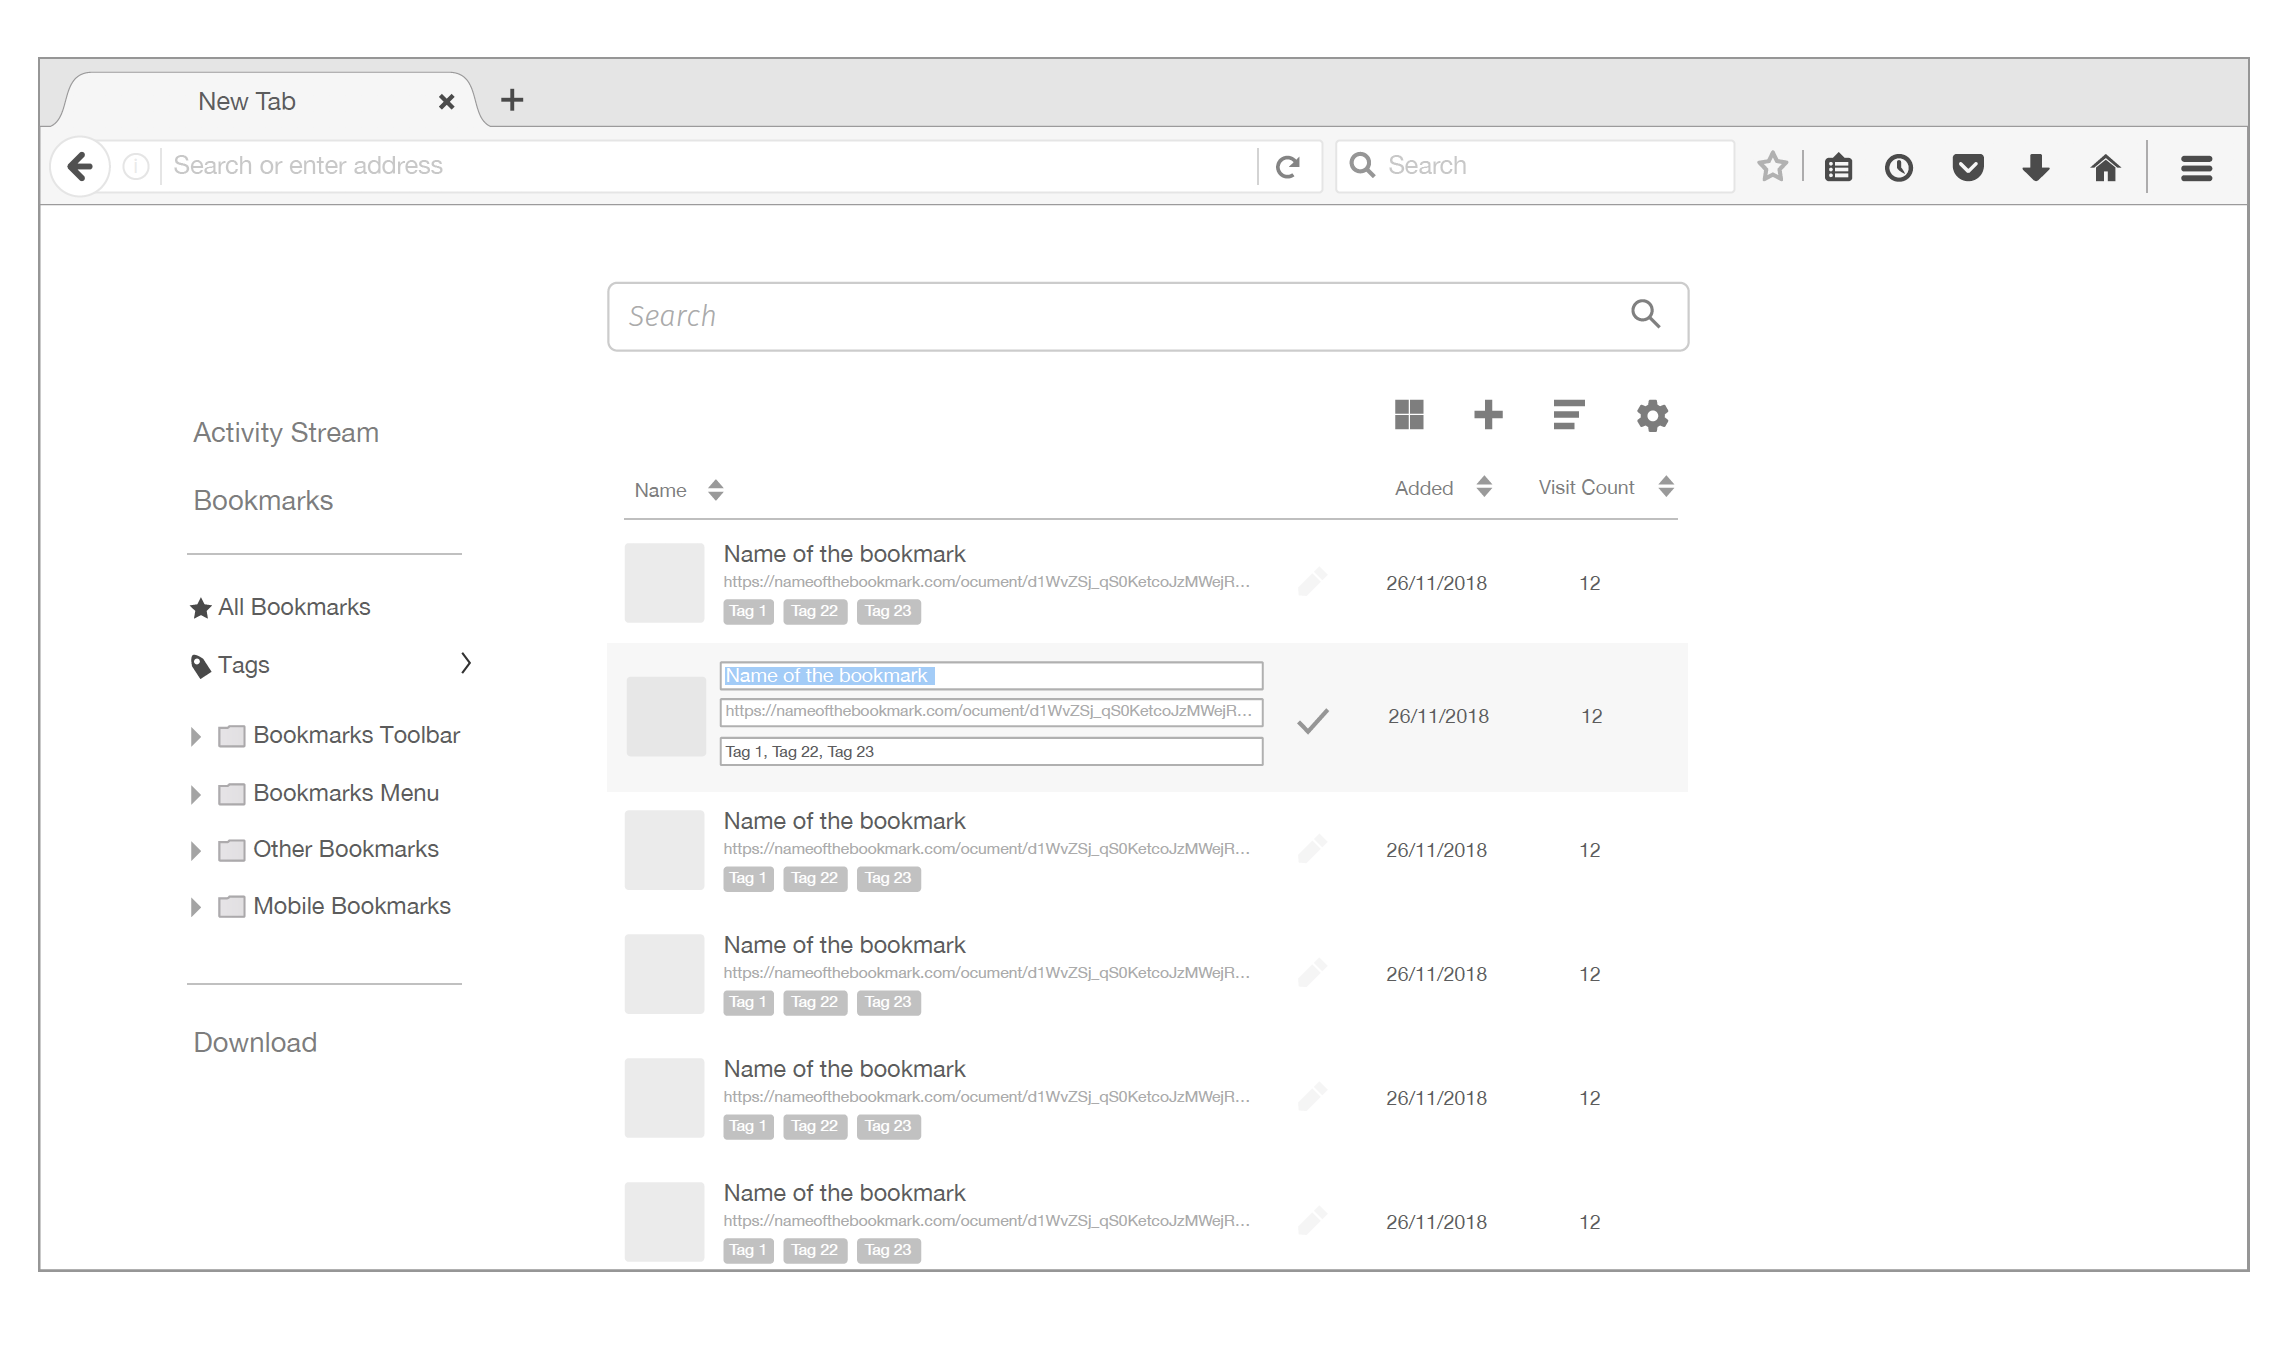 New Tab
Search or enter address
Search
Search
Activity Stream
Bookmarks
All Bookmarks
Tags
Bookmarks Toolbar
Bookmarks Menu
Other Bookmarks
Mobile Bookmarks
Download
Name Added Visit Count
Name of the bookmark
https://nameofthebookmark.com/ocument/d1WvZSj_qS0KetcoJzMWejR...
Tag 1 Tag 22 Tag 23
26/11/2018 12
Name of the bookmark
https://nameofthebookmark.com/ocument/d1WvZSj_qS0KetcoJzMWejR...
Tag 1, Tag 22, Tag 23
26/11/2018 12
Name of the bookmark
https://nameofthebookmark.com/ocument/d1WvZSj_qS0KetcoJzMWejR...
Tag 1 Tag 22 Tag 23
26/11/2018 12
Name of the bookmark
https://nameofthebookmark.com/ocument/d1WvZSj_qS0KetcoJzMWejR...
Tag 1 Tag 22 Tag 23
26/11/2018 12
Name of the bookmark
https://nameofthebookmark.com/ocument/d1WvZSj_qS0KetcoJzMWejR...
Tag 1 Tag 22 Tag 23
26/11/2018 12
Name of the bookmark
https://nameofthebookmark.com/ocument/d1WvZSj_qS0KetcoJzMWejR...
Tag 1 Tag 22 Tag 23
26/11/2018 12